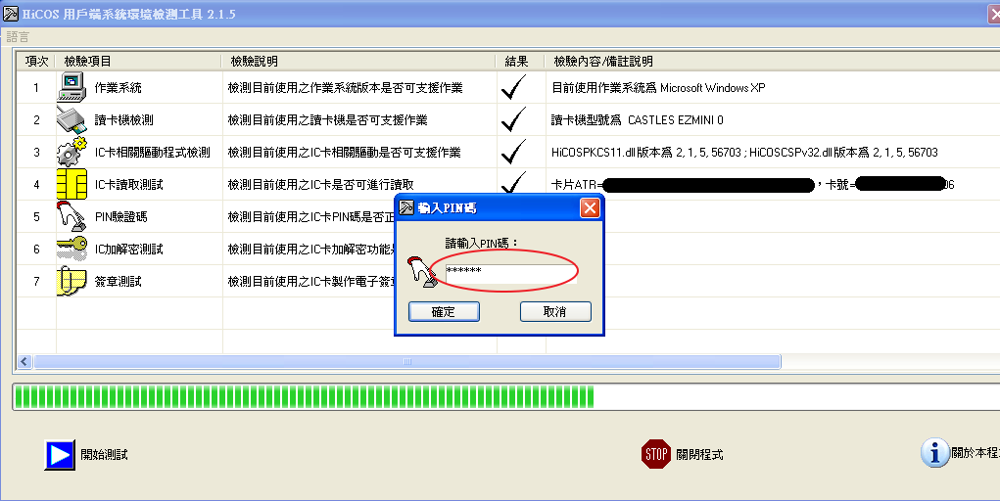 HiCOS 用戶端系統環境檢測工具 2.1.5
語言
項次 檢驗項目 檢驗說明 結果 檢驗內容/備註說明
1 作業系統 檢測目前使用之作業系統版本是否可支援作業 目前使用作業系統為 Microsoft Windows XP
2 讀卡機檢測 檢測目前使用之讀卡機是否可支援作業 讀卡機型號為 CASTLES EZMINI 0
3 IC卡相關驅動程式檢測 檢測目前使用之IC卡相關驅動是否可支援作業 HiCOSPKCS11.dll版本為 2, 1, 5, 56703 ; HiCOSCSPv32.dll版本為 2, 1, 5, 56703
4 IC卡讀取測試 檢測目前使用之IC卡是否可進行讀取 卡片ATR= ，卡號= 06
5 PIN驗證碼 檢測目前使用之IC卡PIN碼是否正
6 IC加解密測試 檢測目前使用之IC卡加解密功能
7 簽章測試 檢測目前使用之IC卡製作電子簽章
輸入PIN碼
請輸入PIN碼：
******
確定 取消
開始測試 STOP 關閉程式 關於本程